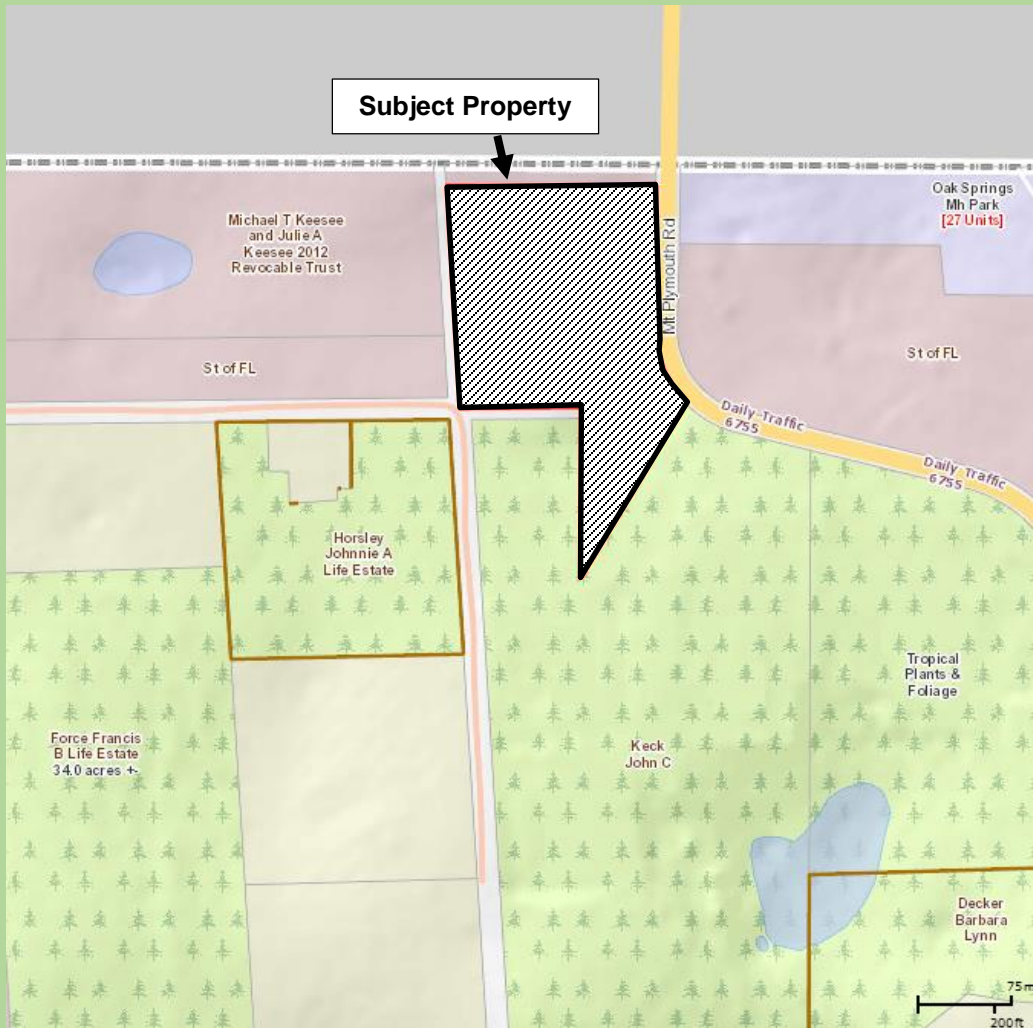 Subject Property
Oak Springs
Mh Park
[27 Units]
Michael T Keesee
and Julie A
Keesee 2012
Revocable Trust
Mt Plymouth Rd
St of FL
St of FL
Daily Traffic
6755
Daily Traffic
6755
Horsley
Johnnie A
Life Estate
Tropical
Plants &
Foliage
Force Francis
B Life Estate
34.0 acres +-
Keck
John C
Decker
Barbara
Lynn
75m
200ft